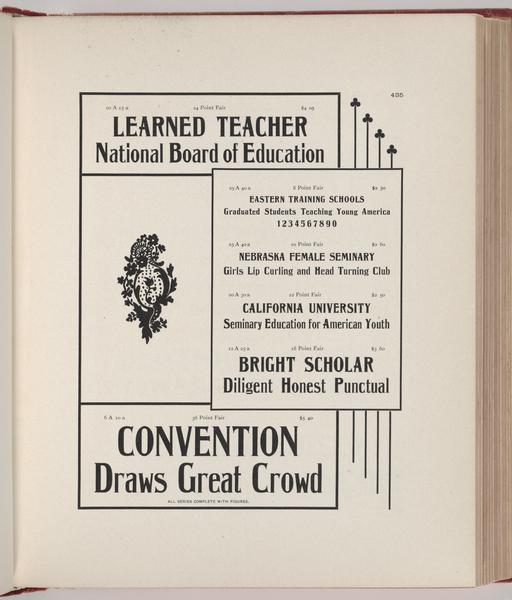 435
20 A 25 a 24 Point Fair $4 05
LEARNED TEACHER
National Board of Education
25 A 40 a 8 Point Fair $2 30
EASTERN TRAINING SCHOOLS
Graduated Students Teaching Young America
1234567890
25 A 40 a 10 Point Fair $2 60
NEBRASKA FEMALE SEMINARY
Girls Lip Curling and Head Turning Club
20 A 30 a 12 Point Fair $2 50
CALIFORNIA UNIVERSITY
Seminary Education for American Youth
12 A 25 a 18 Point Fair $3 60
BRIGHT SCHOLAR
Diligent Honest Punctual
6 A 10 a 36 Point Fair $5 40
CONVENTION
Draws Great Crowd
ALL SERIES COMPLETE WITH FIGURES.